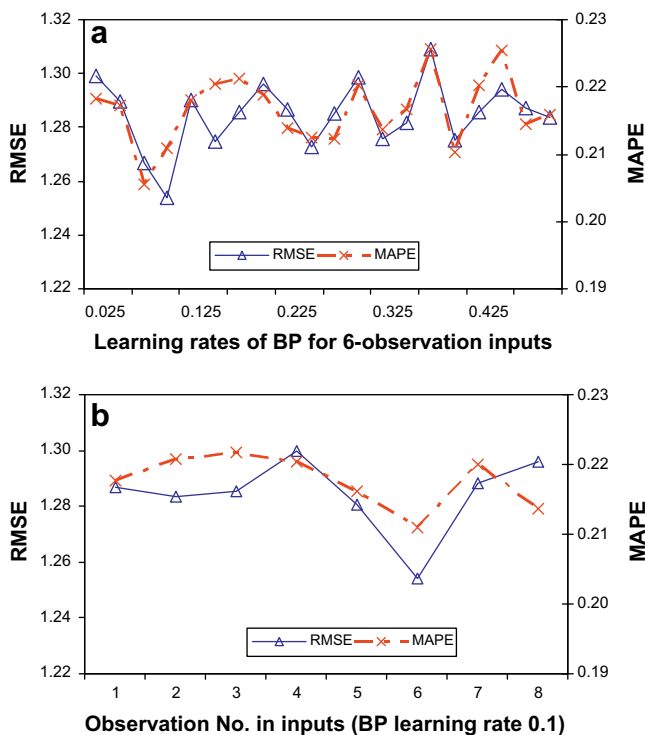 a
1.32
1.30
1.28
1.26
1.24
1.22
RMSE
0.23
0.22
0.21
0.20
0.19
MAPE
RMSE MAPE
0.025 0.125 0.225 0.325 0.425
Learning rates of BP for 6-observation inputs
b
1.32
1.30
1.28
1.26
1.24
1.22
RMSE
0.23
0.22
0.21
0.20
0.19
MAPE
RMSE MAPE
1 2 3 4 5 6 7 8
Observation No. in inputs (BP learning rate 0.1)